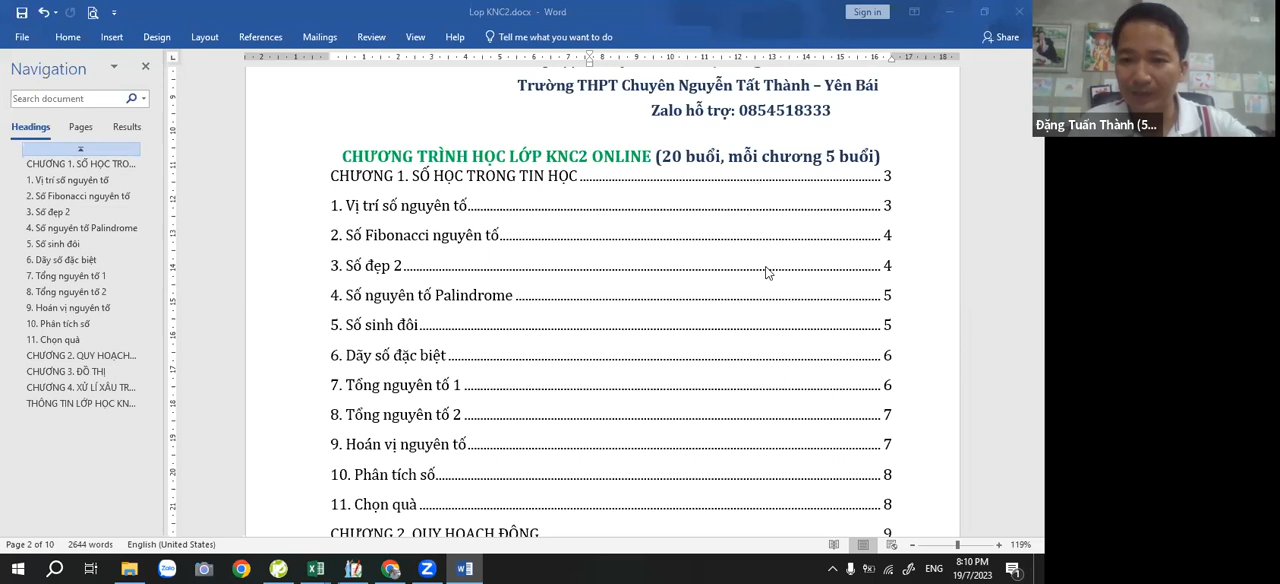 Lop KNC2.docx - Word
Sign in
File Home Insert Design Layout References Mailings Review View Help Tell me what you want to do Share
Navigation
Search document
Headings Pages Results
CHƯƠNG 1. SỐ HỌC TRO...
1. Vị trí số nguyên tố
2. Số Fibonacci nguyên tố
3. Số đẹp 2
4. Số nguyên tố Palindrome
5. Số sinh đôi
6. Dãy số đặc biệt
7. Tổng nguyên tố 1
8. Tổng nguyên tố 2
9. Hoán vị nguyên tố
10. Phân tích số
11. Chọn quà
CHƯƠNG 2. QUY HOẠCH...
CHƯƠNG 3. ĐỒ THỊ
CHƯƠNG 4. XỬ LÍ XÂU TR...
THÔNG TIN LỚP HỌC KN...
Trường THPT Chuyên Nguyễn Tất Thành – Yên Bái
Zalo hỗ trợ: 0854518333
CHƯƠNG TRÌNH HỌC LỚP KNC2 ONLINE (20 buổi, mỗi chương 5 buổi)
CHƯƠNG 1. SỐ HỌC TRONG TIN HỌC 3
1. Vị trí số nguyên tố 3
2. Số Fibonacci nguyên tố 4
3. Số đẹp 2 4
4. Số nguyên tố Palindrome 5
5. Số sinh đôi 5
6. Dãy số đặc biệt 6
7. Tổng nguyên tố 1 6
8. Tổng nguyên tố 2 7
9. Hoán vị nguyên tố 7
10. Phân tích số 8
11. Chọn quà 8
CHƯƠNG 2. QUY HOẠCH ĐỘNG 9
Đặng Tuấn Thành (5...
Page 2 of 10 2644 words English (United States) 119%
Zalo
ENG
8:10 PM
19/7/2023